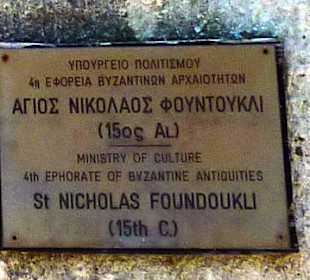 ΥΠΟΥΡΓΕΙΟ ΠΟΛΙΤΙΣΜΟΥ
4η ΕΦΟΡΕΙΑ ΒΥΖΑΝΤΙΝΩΝ ΑΡΧΑΙΟΤΗΤΩΝ
ΑΓΙΟΣ ΝΙΚΟΛΑΟΣ ΦΟΥΝΤΟΥΚΛΙ
(15ος ΑΙ.)
MINISTRY OF CULTURE
4th EPHORATE OF BYZANTINE ANTIQUITIES
St NICHOLAS FOUNDOUKLI
(15th C.)